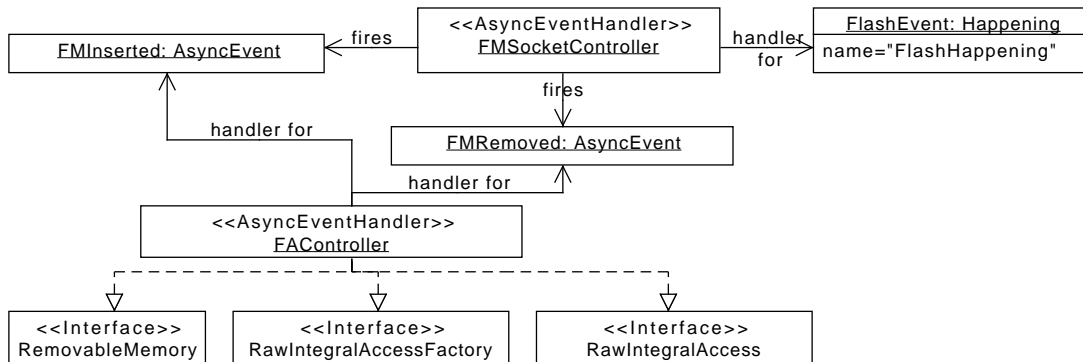 <<AsyncEventHandler>>
FMSocketController
FlashEvent: Happening
name="FlashHappening"
FMInserted: AsyncEvent
fires
handler
for
fires
handler for
FMRemoved: AsyncEvent
handler for
<<AsyncEventHandler>>
FAController
<<Interface>>
RemovableMemory
<<Interface>>
RawIntegralAccessFactory
<<Interface>>
RawIntegralAccess